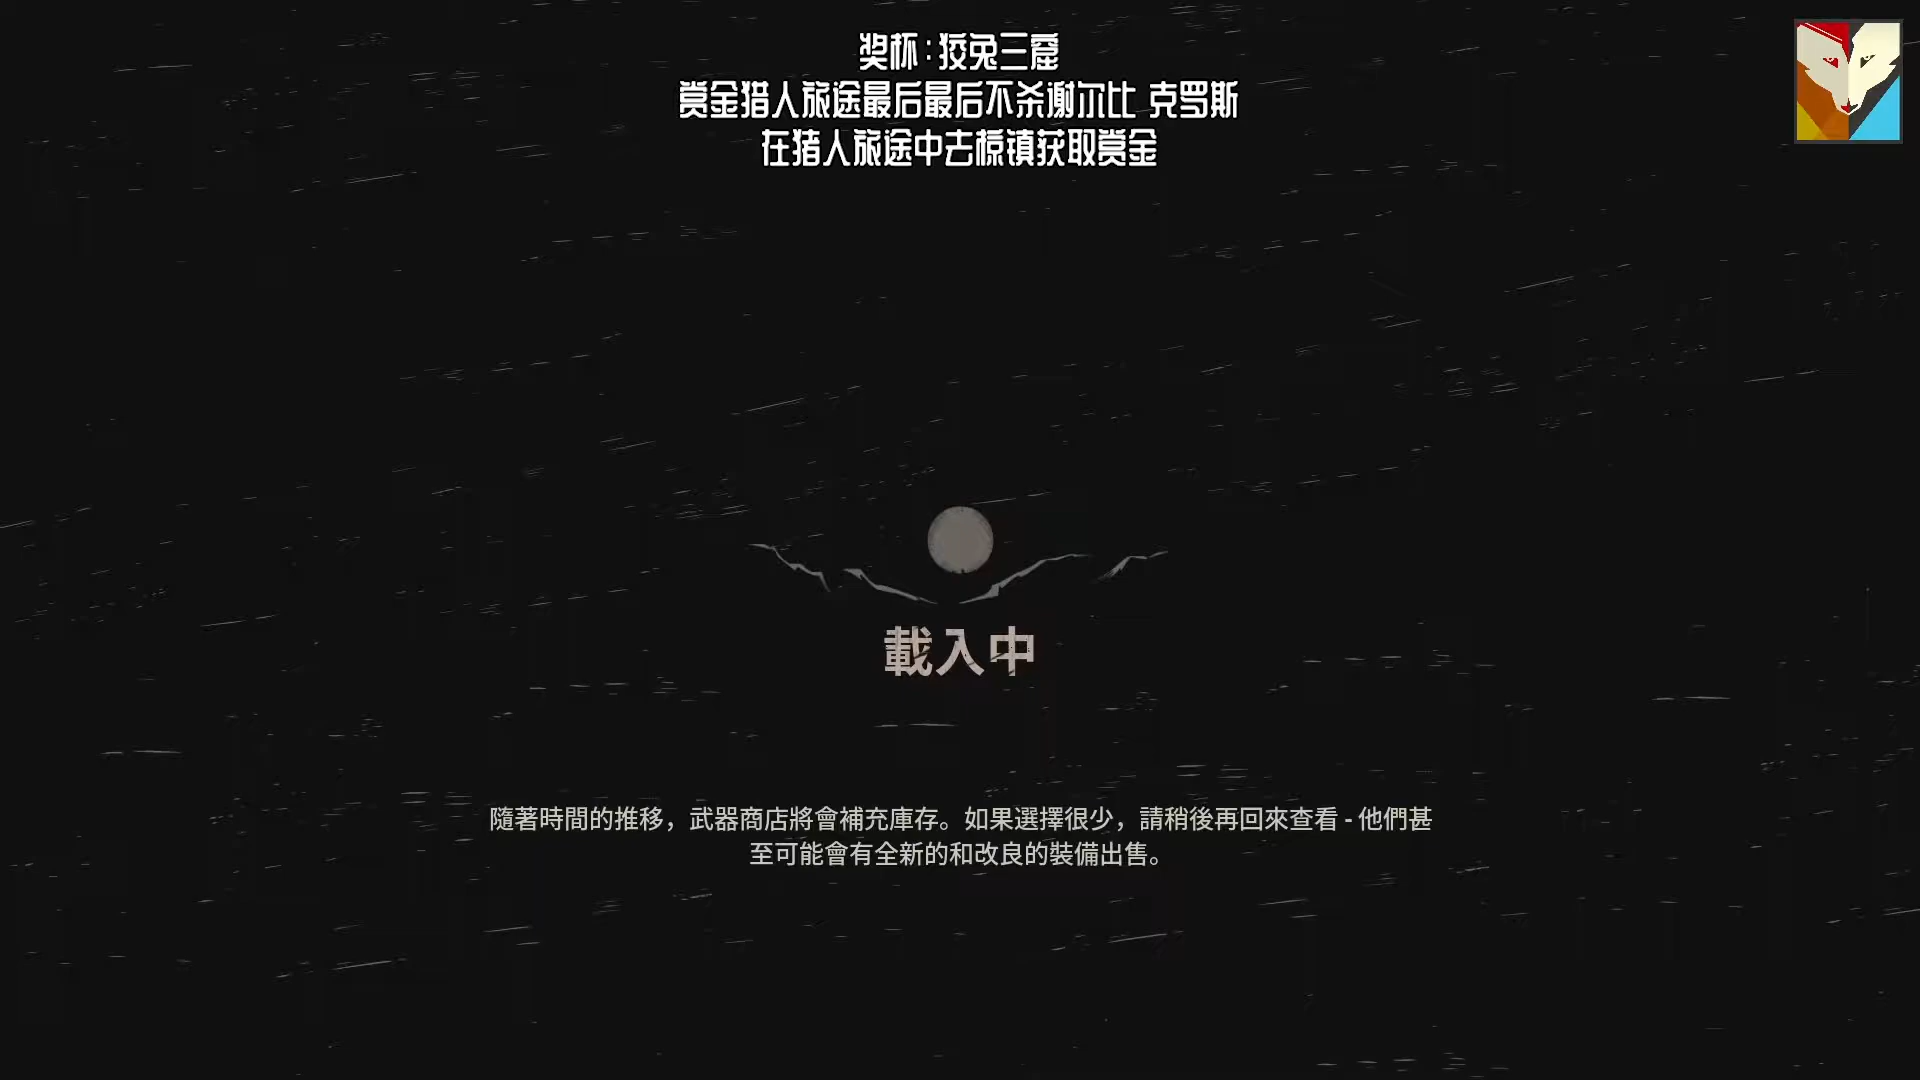 奖杯:狡兔三窟
赏金猎人旅途最后最后不杀谢尔比 克罗斯
在猎人旅途中去椋镇获取赏金
載入中
隨著時間的推移，武器商店將會補充庫存。如果選擇很少，請稍後再回來查看 - 他們甚
至可能會有全新的和改良的裝備出售。